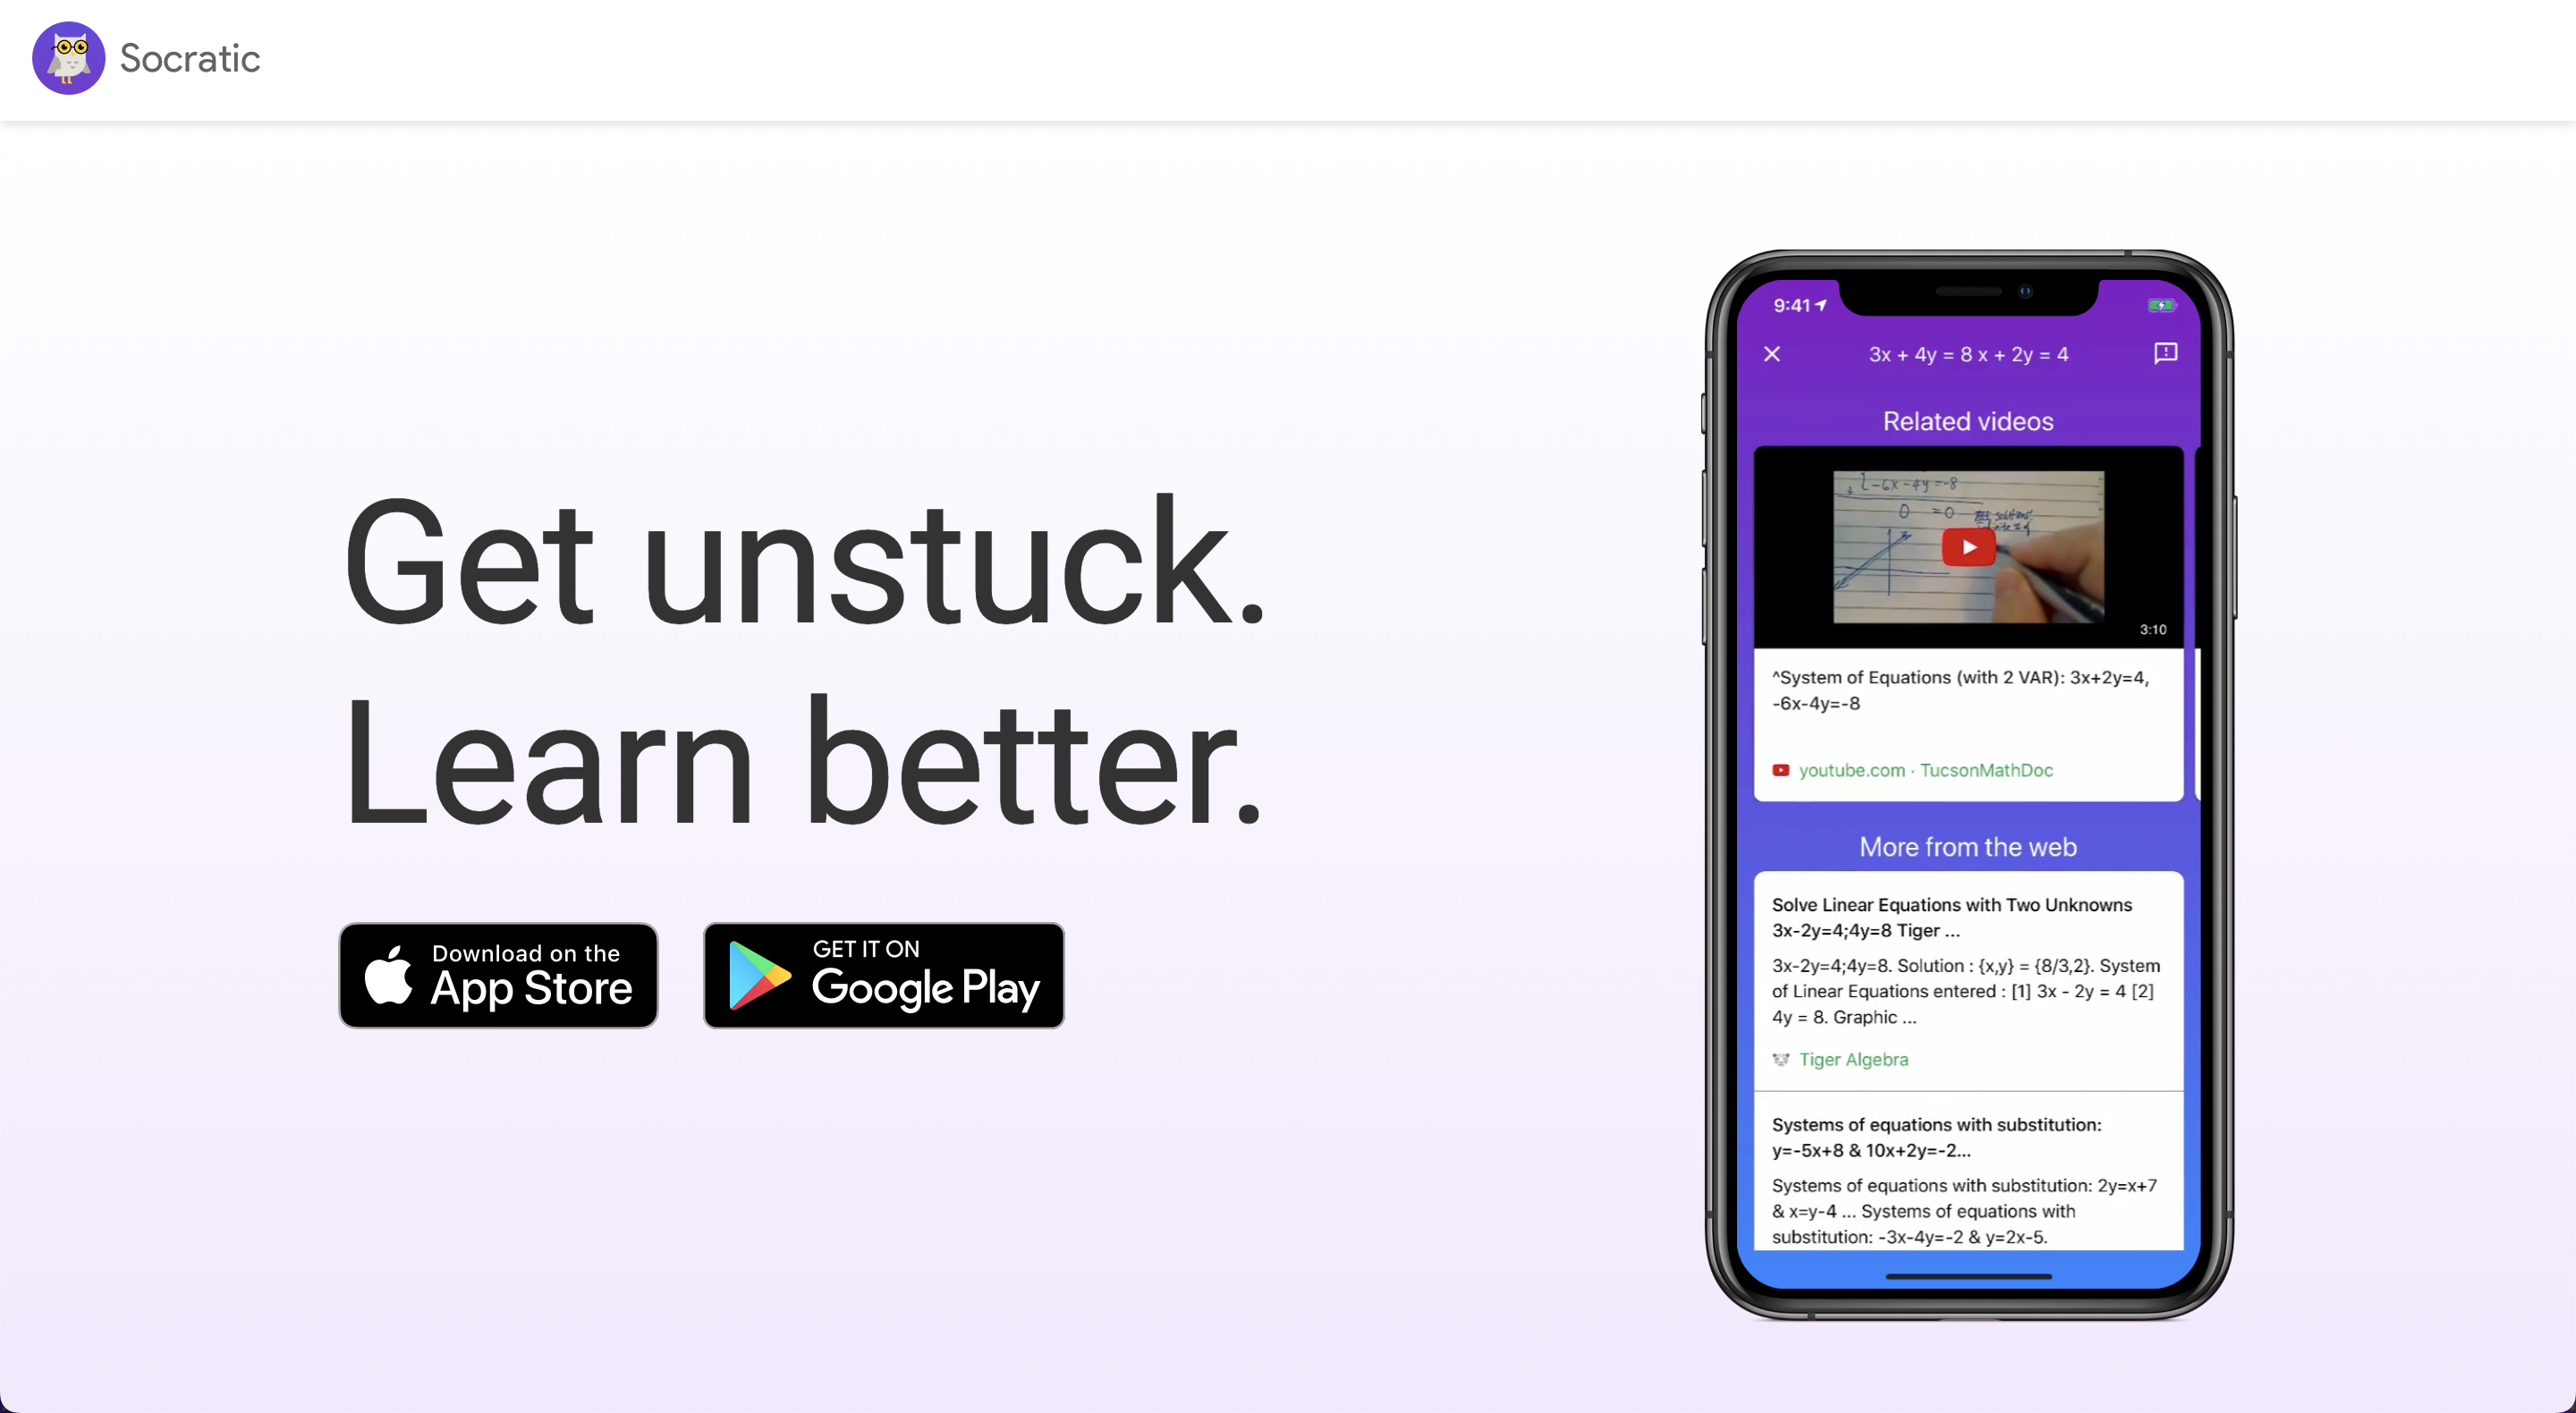 Socratic
Get unstuck.
Learn better.
Download on the
App Store
GET IT ON
Google Play
9:41
3x + 4y = 8 x + 2y = 4
Related videos
-6x-4y=-8
0 =0
3:10
^System of Equations (with 2 VAR): 3x+2y=4,
-6x-4y=-8
youtube.com · TucsonMathDoc
More from the web
Solve Linear Equations with Two Unknowns
3x-2y=4;4y=8 Tiger ...
3x-2y=4;4y=8. Solution : {x,y} = {8/3,2}. System
of Linear Equations entered : [1] 3x - 2y = 4 [2]
4y = 8. Graphic ...
Tiger Algebra
Systems of equations with substitution:
y=-5x+8 & 10x+2y=-2...
Systems of equations with substitution: 2y=x+7
& x=y-4 ... Systems of equations with
substitution: -3x-4y=-2 & y=2x-5.